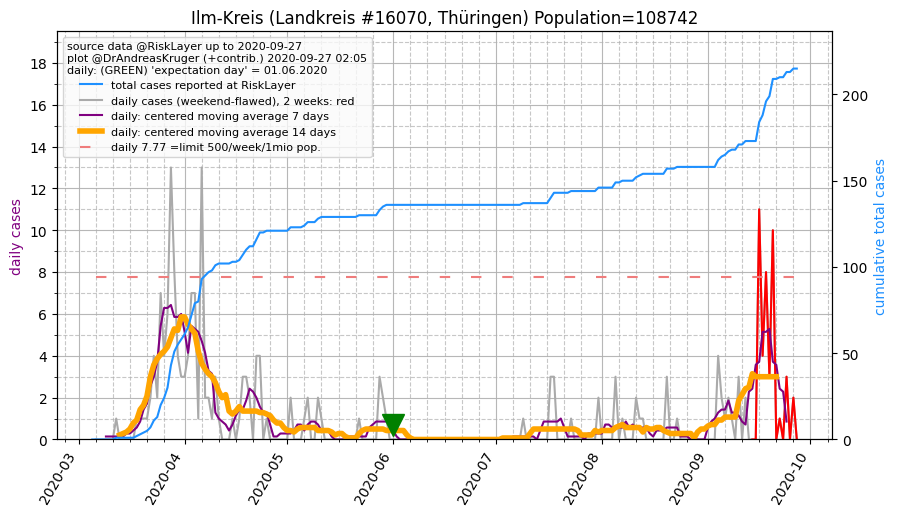 Ilm-Kreis (Landkreis #16070, Thüringen) Population=108742
source data @RiskLayer up to 2020-09-27
plot @DrAndreasKruger (+contrib.) 2020-09-27 02:05
daily: (GREEN) 'expectation day' = 01.06.2020
total cases reported at RiskLayer
daily cases (weekend-flawed), 2 weeks: red
daily: centered moving average 7 days
daily: centered moving average 14 days
daily 7.77 =limit 500/week/1mio pop.
daily cases
18
16
14
12
10
8
6
4
2
0
200
150
100
50
0
cumulative total cases
2020-03
2020-04
2020-05
2020-06
2020-07
2020-08
2020-09
2020-10